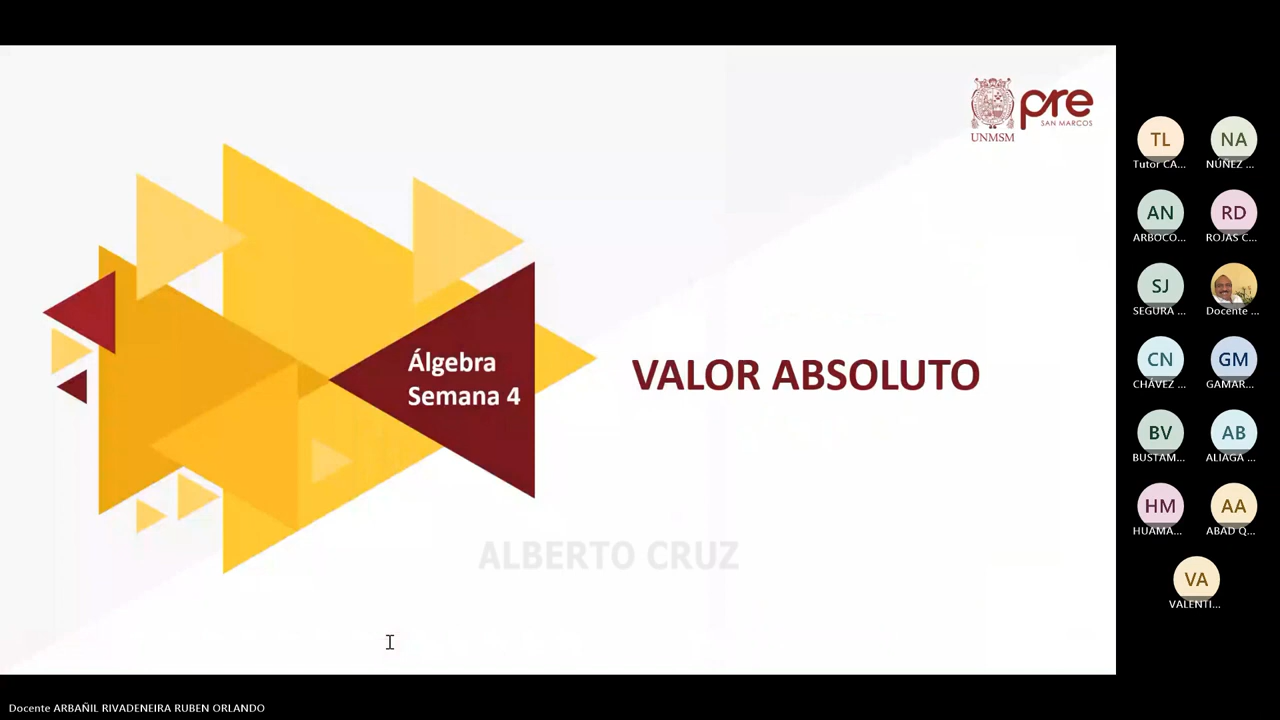 UNMSM
pre
SAN MARCOS
Álgebra
Semana 4
VALOR ABSOLUTO
ALBERTO CRUZ
TL
Tutor CA...
NA
NÚÑEZ ...
AN
ARBOCO...
RD
ROJAS C...
SJ
SEGURA ...
Docente ...
CN
CHÁVEZ ...
GM
GAMAR...
BV
BUSTAM...
AB
ALIAGA ...
HM
HUAMA...
AA
ABAD Q...
VA
VALENTI...
Docente ARBAÑIL RIVADENEIRA RUBEN ORLANDO